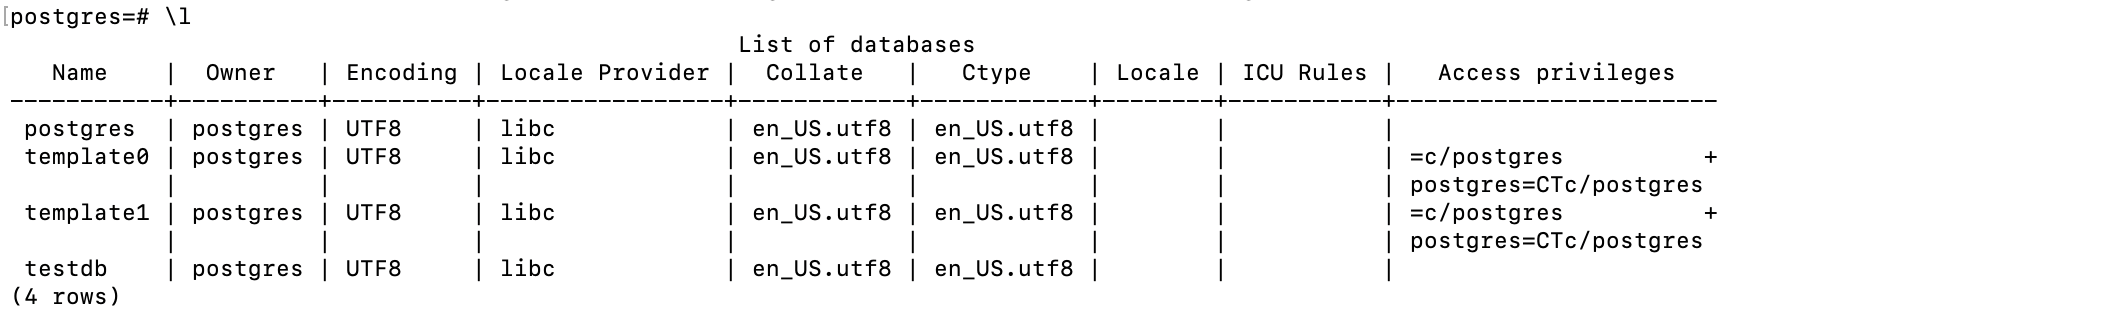 postgres=# \l
                                                    List of databases
   Name    |  Owner   | Encoding | Locale Provider |  Collate   |   Ctype    | Locale | ICU Rules |   Access privileges
-----------+----------+----------+-----------------+------------+------------+--------+-----------+-----------------------
 postgres  | postgres | UTF8     | libc            | en_US.utf8 | en_US.utf8 |        |           |
 template0 | postgres | UTF8     | libc            | en_US.utf8 | en_US.utf8 |        |           | =c/postgres          +
           |          |          |                 |            |            |        |           | postgres=CTc/postgres
 template1 | postgres | UTF8     | libc            | en_US.utf8 | en_US.utf8 |        |           | =c/postgres          +
           |          |          |                 |            |            |        |           | postgres=CTc/postgres
 testdb    | postgres | UTF8     | libc            | en_US.utf8 | en_US.utf8 |        |           |
(4 rows)